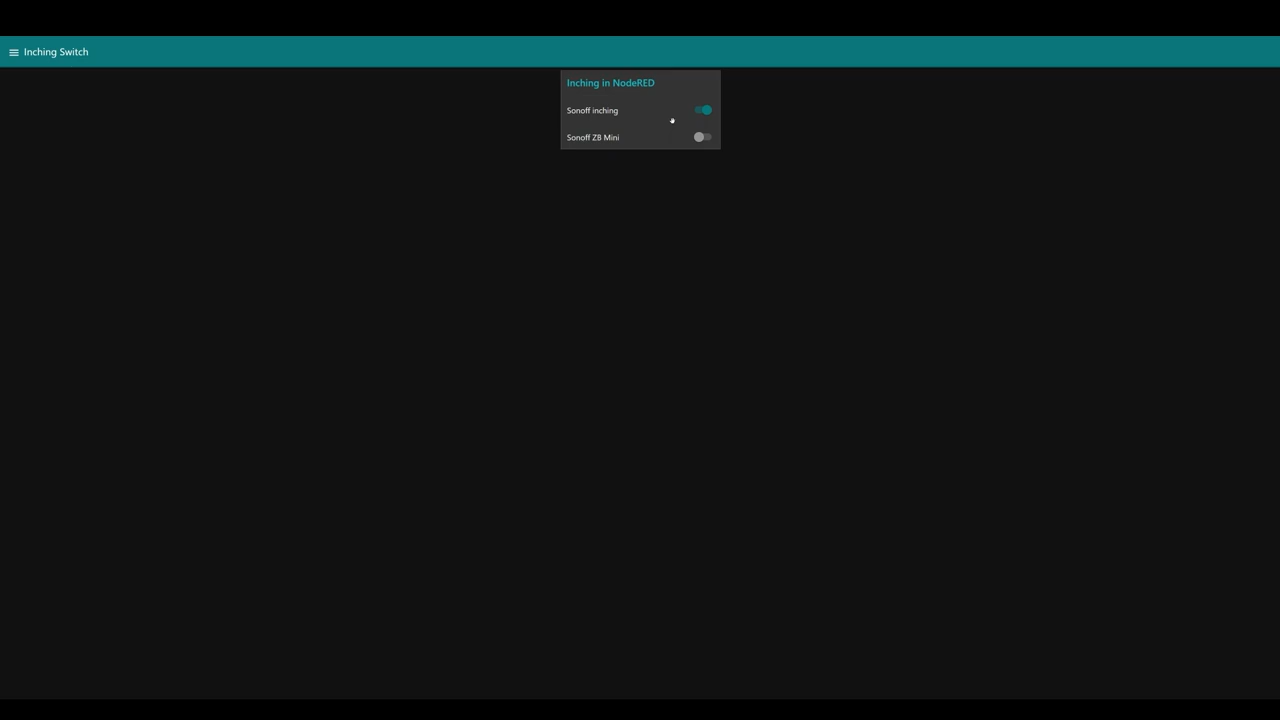 Inching Switch
Inching in NodeRED
Sonoff inching
Sonoff ZB Mini